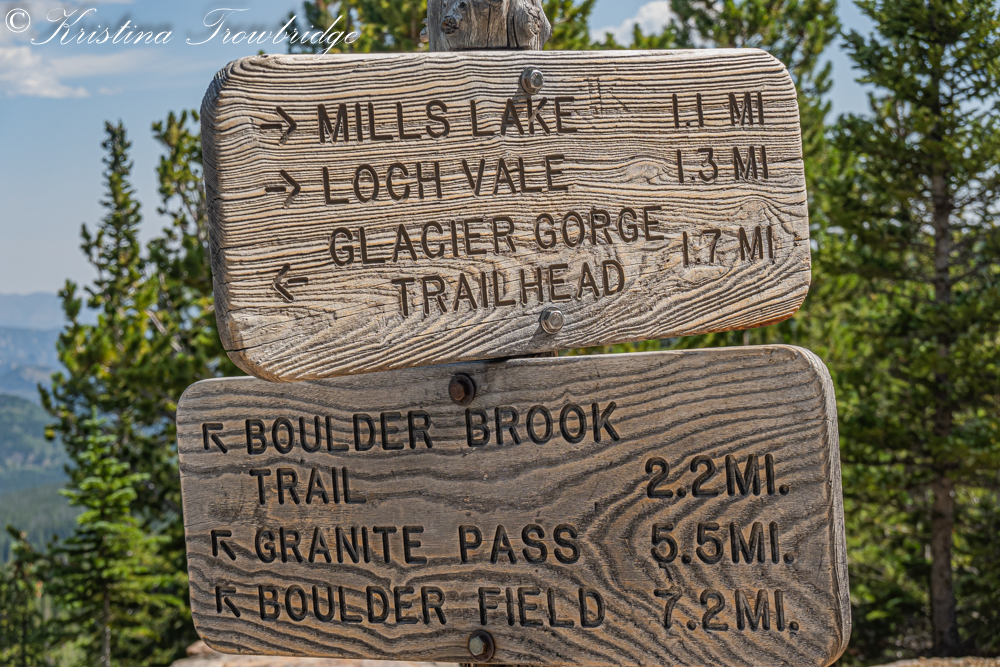 © Kristina Trowbridge
→ MILLS LAKE 1.1 MI
→ LOCH VALE 1.3 MI
GLACIER GORGE
← TRAILHEAD 1.7 MI
↖ BOULDER BROOK
TRAIL 2.2 MI.
↖ GRANITE PASS 5.5 MI.
↖ BOULDER FIELD 7.2 MI.